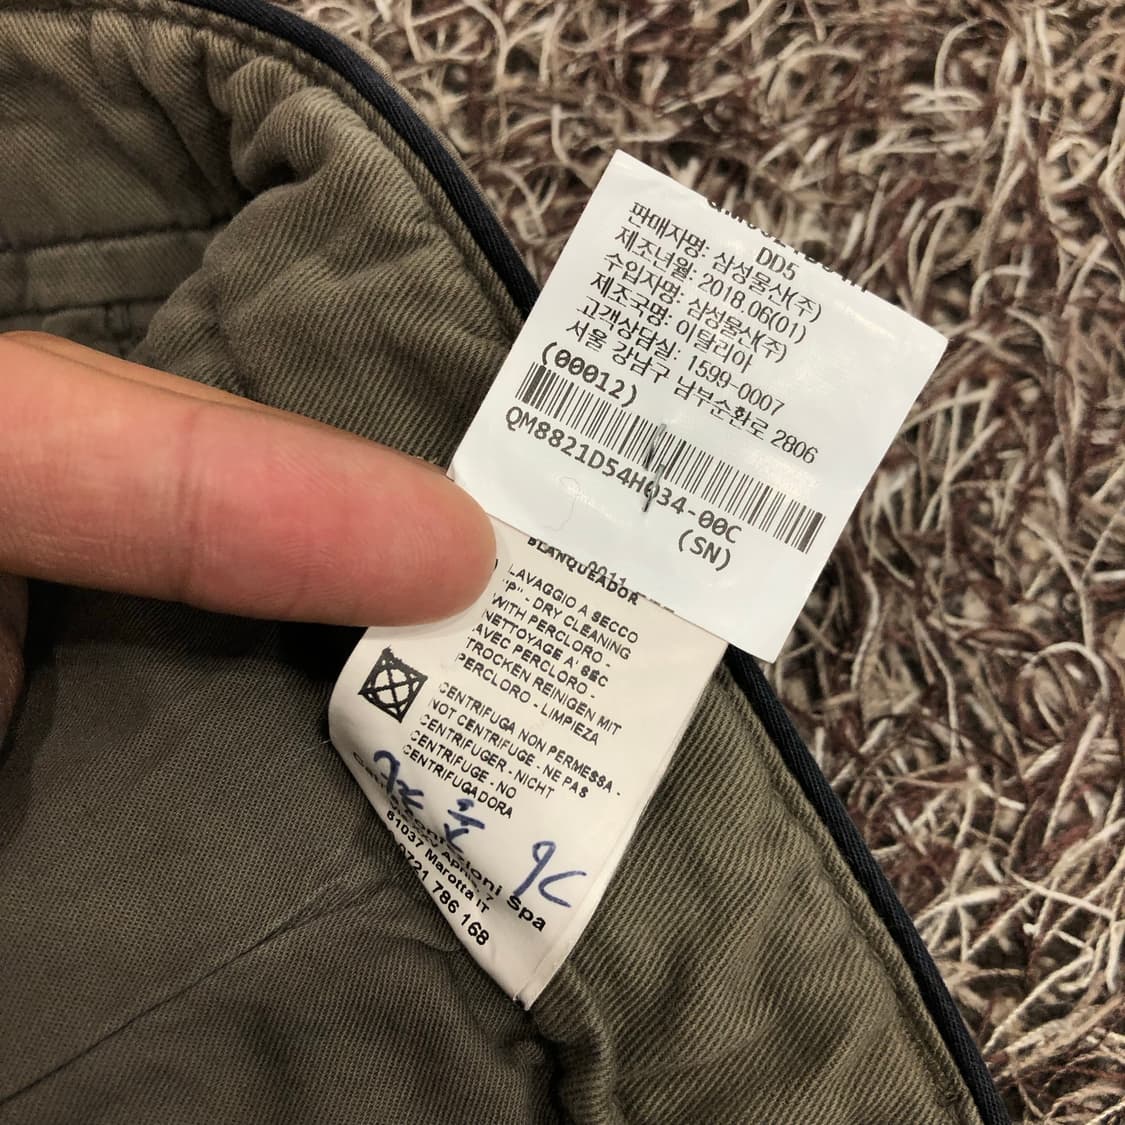 DD5
판매자명: 삼성물산(주)
제조년월: 2018.06(01)
수입자명: 삼성물산(주)
제조국명: 이탈리아
고객상담실: 1599-0007
서울 강남구 남부순환로 2806
(00012)
QM8821D54H034-00C
(SN)
BLANQUEADOR
LAVAGGIO A SECCO
"P" - DRY CLEANING
WITH PERCLORO -
NETTOYAGE A' SEC
AVEC PERCLORO -
TROCKEN REINIGEN MIT
PERCLORO - LIMPIEZA
CENTRIFUGA NON PERMESSA -
NOT CENTRIFUGE - NE PAS
CENTRIFUGER - NICHT
CENTRIFUGE - NO
CENTRIFUGADORA
Spa
61037 Marotta IT
0721 786 168